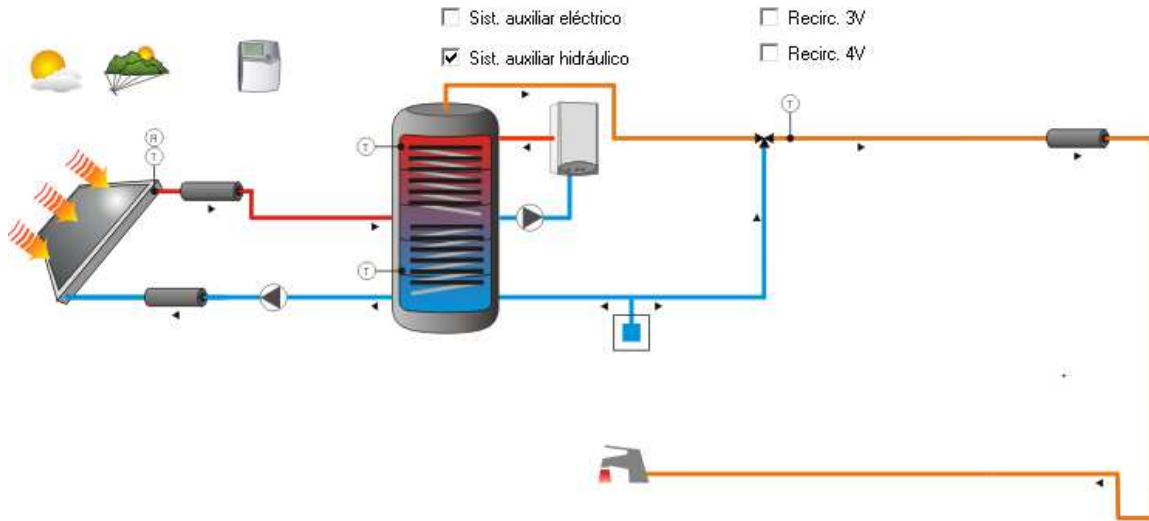 Sist. auxiliar eléctrico
Recirc. 3V
Sist. auxiliar hidráulico
Recirc. 4V
T
R
T
T
T